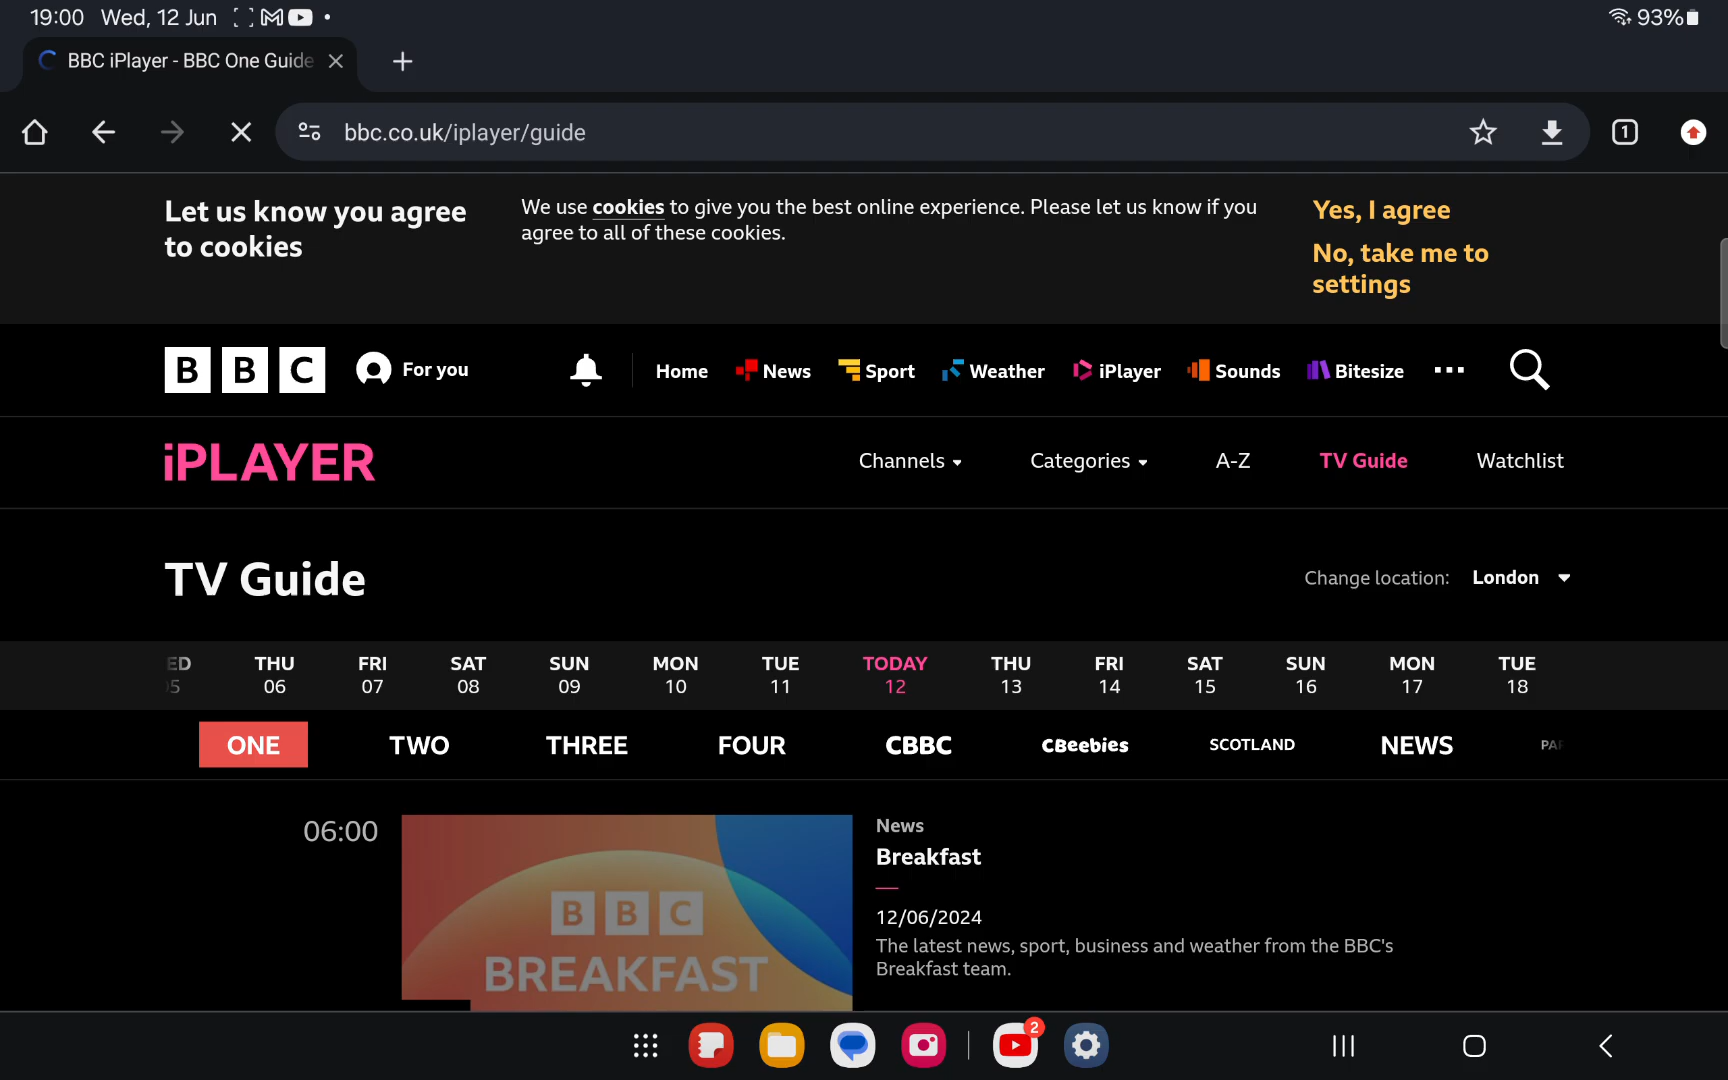 19:00 Wed, 12 Jun
93%
BBC iPlayer - BBC One Guide
bbc.co.uk/iplayer/guide
1
Let us know you agree
to cookies
We use cookies to give you the best online experience. Please let us know if you
agree to all of these cookies.
Yes, I agree
No, take me to
settings
BBC
For you
Home
News
Sport
Weather
iPlayer
Sounds
Bitesize
iPLAYER
Channels
Categories
A-Z
TV Guide
Watchlist
TV Guide
Change location: London
THU FRI SAT SUN MON TUE TODAY THU FRI SAT SUN MON TUE
06 07 08 09 10 11 12 13 14 15 16 17 18
ONE TWO THREE FOUR CBBC CBeebies SCOTLAND NEWS
06:00
BBC
BREAKFAST
News
Breakfast
12/06/2024
The latest news, sport, business and weather from the BBC's
Breakfast team.
2